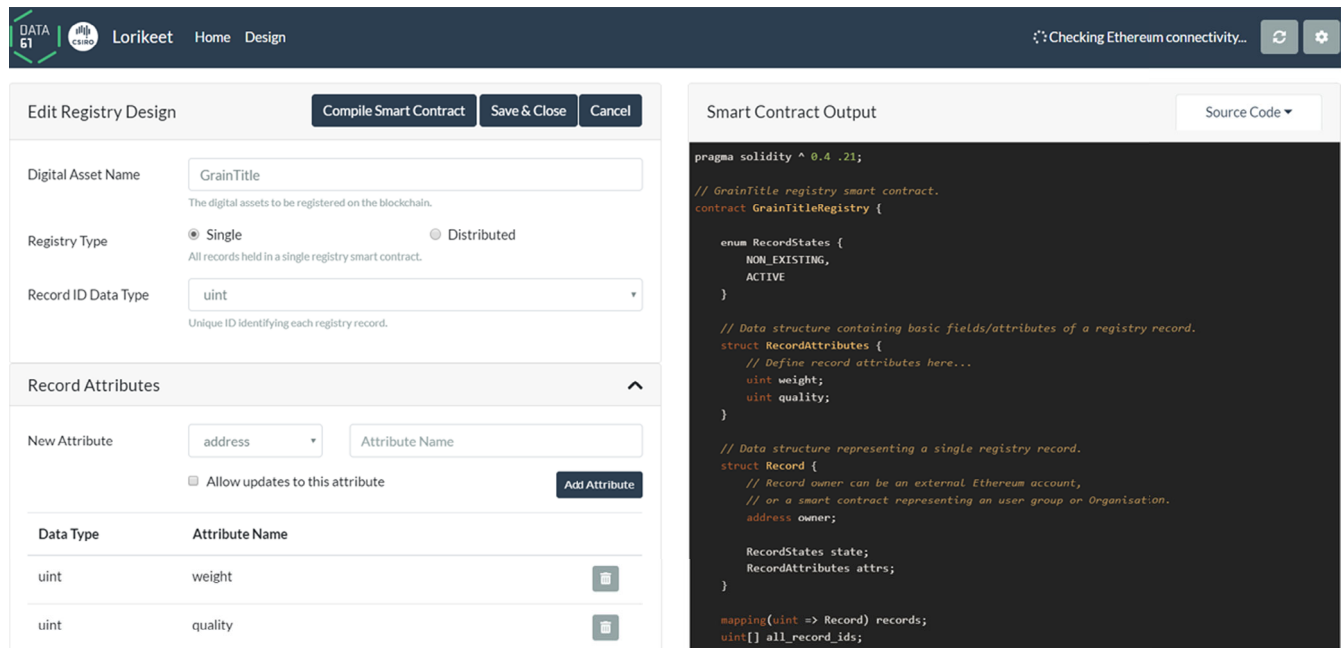 DATA
61
CSIRO
Lorikeet Home Design
Checking Ethereum connectivity...
Edit Registry Design
Compile Smart Contract
Save & Close
Cancel
Digital Asset Name
GrainTitle
The digital assets to be registered on the blockchain.
Registry Type
Single
Distributed
All records held in a single registry smart contract.
Record ID Data Type
uint
Unique ID identifying each registry record.
Record Attributes
New Attribute
address
Attribute Name
Allow updates to this attribute
Add Attribute
Data Type Attribute Name
uint weight
uint quality
Smart Contract Output
Source Code
pragma solidity ^ 0.4 .21;
// GrainTitle registry smart contract.
contract GrainTitleRegistry {
enum RecordStates {
NON_EXISTING,
ACTIVE
}
// Data structure containing basic fields/attributes of a registry record.
struct RecordAttributes {
// Define record attributes here...
uint weight;
uint quality;
}
// Data structure representing a single registry record.
struct Record {
// Record owner can be an external Ethereum account,
// or a smart contract representing an user group or Organisation.
address owner;
RecordStates state;
RecordAttributes attrs;
}
mapping(uint => Record) records;
uint[] all_record_ids;